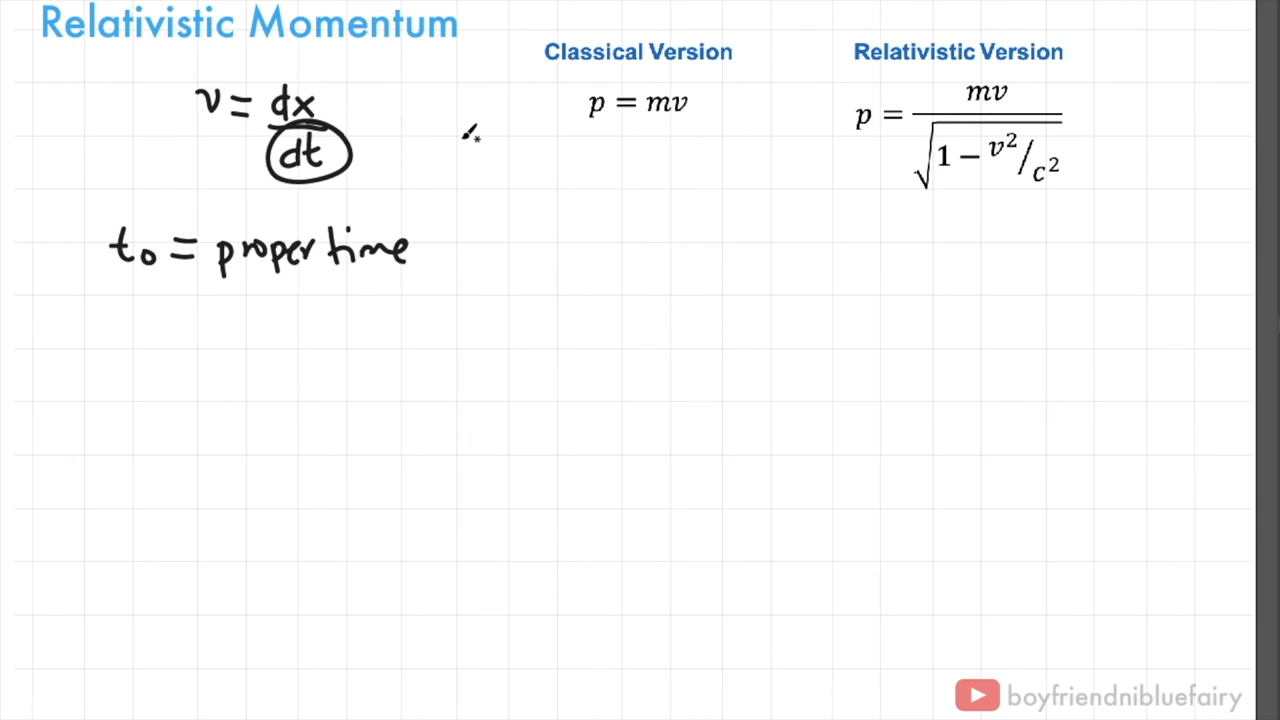 Relativistic Momentum
v = dx/dt
t₀ = proper time
Classical Version
p = mv
Relativistic Version
p = mv/√(1 − v²/c²)
boyfriendnibluefairy